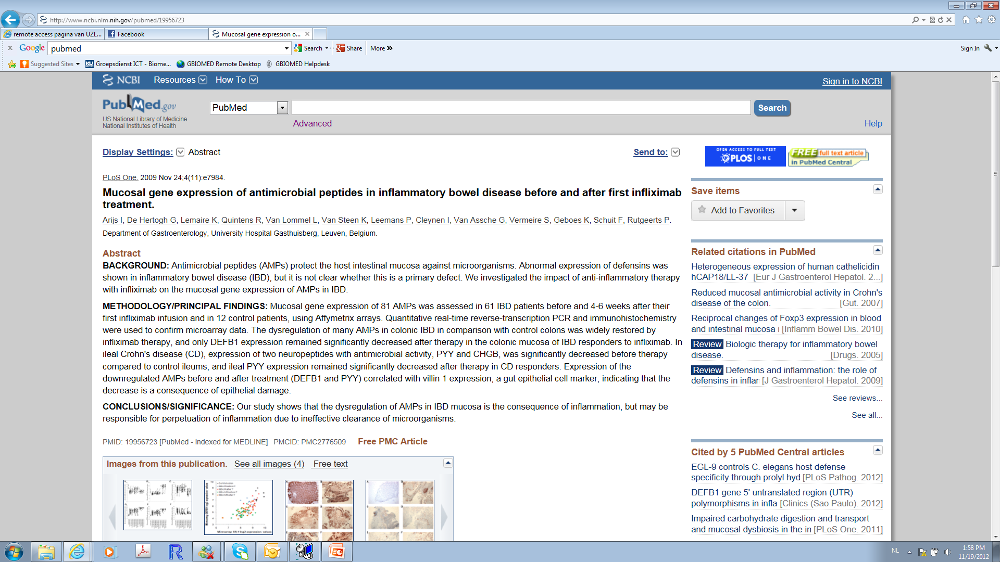 http://www.ncbi.nlm.nih.gov/pubmed/19956723
remote access pagina van UZL...
Facebook
Mucosal gene expression o...
Google
pubmed
Search
Share
More »
Sign In
Suggested Sites
Groepsdienst ICT - Biome...
GBIOMED Remote Desktop
GBIOMED Helpdesk
NCBI
Resources
How To
Sign in to NCBI
PubMed.gov
US National Library of Medicine
National Institutes of Health
PubMed
Search
Advanced
Help
Display Settings:
Abstract
Send to:
OPEN ACCESS TO FULL TEXT
PLOS | ONE
FREE full text article
in PubMed Central
PLoS One. 2009 Nov 24;4(11):e7984.
Mucosal gene expression of antimicrobial peptides in inflammatory bowel disease before and after first infliximab
treatment.
Arijs I, De Hertogh G, Lemaire K, Quintens R, Van Lommel L, Van Steen K, Leemans P, Cleynen I, Van Assche G, Vermeire S, Geboes K, Schuit F, Rutgeerts P.
Department of Gastroenterology, University Hospital Gasthuisberg, Leuven, Belgium.
Abstract
BACKGROUND: Antimicrobial peptides (AMPs) protect the host intestinal mucosa against microorganisms. Abnormal expression of defensins was
shown in inflammatory bowel disease (IBD), but it is not clear whether this is a primary defect. We investigated the impact of anti-inflammatory therapy
with infliximab on the mucosal gene expression of AMPs in IBD.
METHODOLOGY/PRINCIPAL FINDINGS: Mucosal gene expression of 81 AMPs was assessed in 61 IBD patients before and 4-6 weeks after their
first infliximab infusion and in 12 control patients, using Affymetrix arrays. Quantitative real-time reverse-transcription PCR and immunohistochemistry
were used to confirm microarray data. The dysregulation of many AMPs in colonic IBD in comparison with control colons was widely restored by
infliximab therapy, and only DEFB1 expression remained significantly decreased after therapy in the colonic mucosa of IBD responders to infliximab. In
ileal Crohn's disease (CD), expression of two neuropeptides with antimicrobial activity, PYY and CHGB, was significantly decreased before therapy
compared to control ileums, and ileal PYY expression remained significantly decreased after therapy in CD responders. Expression of the
downregulated AMPs before and after treatment (DEFB1 and PYY) correlated with villin 1 expression, a gut epithelial cell marker, indicating that the
decrease is a consequence of epithelial damage.
CONCLUSIONS/SIGNIFICANCE: Our study shows that the dysregulation of AMPs in IBD mucosa is the consequence of inflammation, but may be
responsible for perpetuation of inflammation due to ineffective clearance of microorganisms.
PMID: 19956723 [PubMed - indexed for MEDLINE] PMCID: PMC2776509 Free PMC Article
Images from this publication. See all images (4) Free text
Save items
Add to Favorites
Related citations in PubMed
Heterogeneous expression of human cathelicidin
hCAP18/LL-37 [Eur J Gastroenterol Hepatol. 2...]
Reduced mucosal antimicrobial activity in Crohn's
disease of the colon. [Gut. 2007]
Reciprocal changes of Foxp3 expression in blood
and intestinal mucosa i [Inflamm Bowel Dis. 2010]
Review Biologic therapy for inflammatory bowel
disease. [Drugs. 2005]
Review Defensins and inflammation: the role of
defensins in inflar [J Gastroenterol Hepatol. 2009]
See reviews...
See all...
Cited by 5 PubMed Central articles
EGL-9 controls C. elegans host defense
specificity through prolyl hyd [PLoS Pathog. 2012]
DEFB1 gene 5' untranslated region (UTR)
polymorphisms in infla [Clinics (Sao Paulo). 2012]
Impaired carbohydrate digestion and transport
and mucosal dysbiosis in the in [PLoS One. 2011]
NL
1:58 PM
11/19/2012